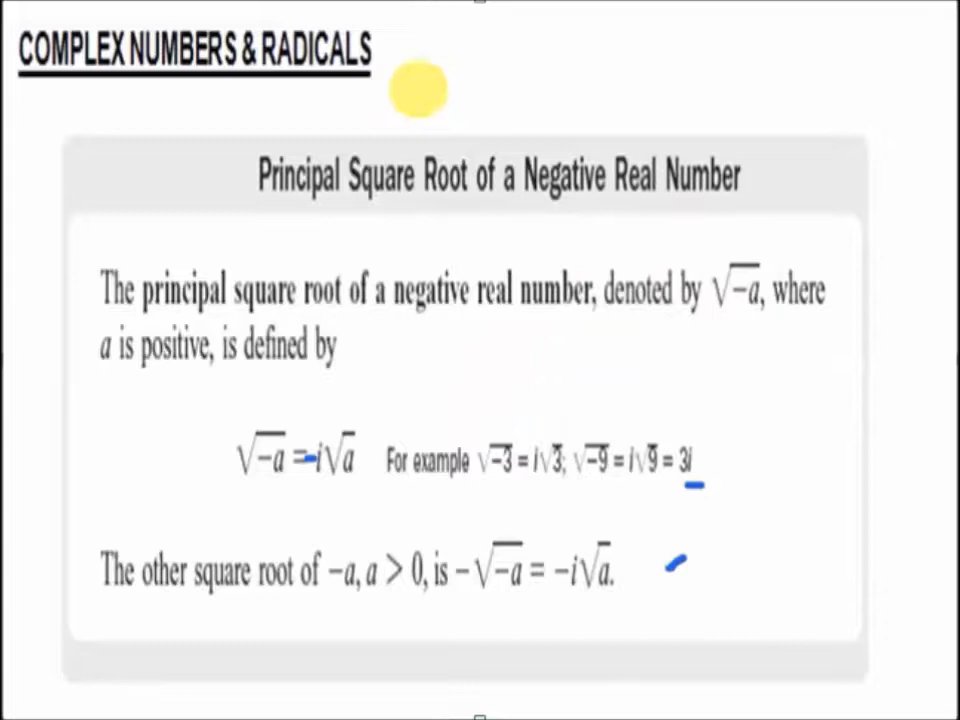 COMPLEX NUMBERS & RADICALS
Principal Square Root of a Negative Real Number
The principal square root of a negative real number, denoted by √−a, where
a is positive, is defined by
√−a = i√a For example √−3 = i√3; √−9 = i√9 = 3i
The other square root of −a, a > 0, is −√−a = −i√a.